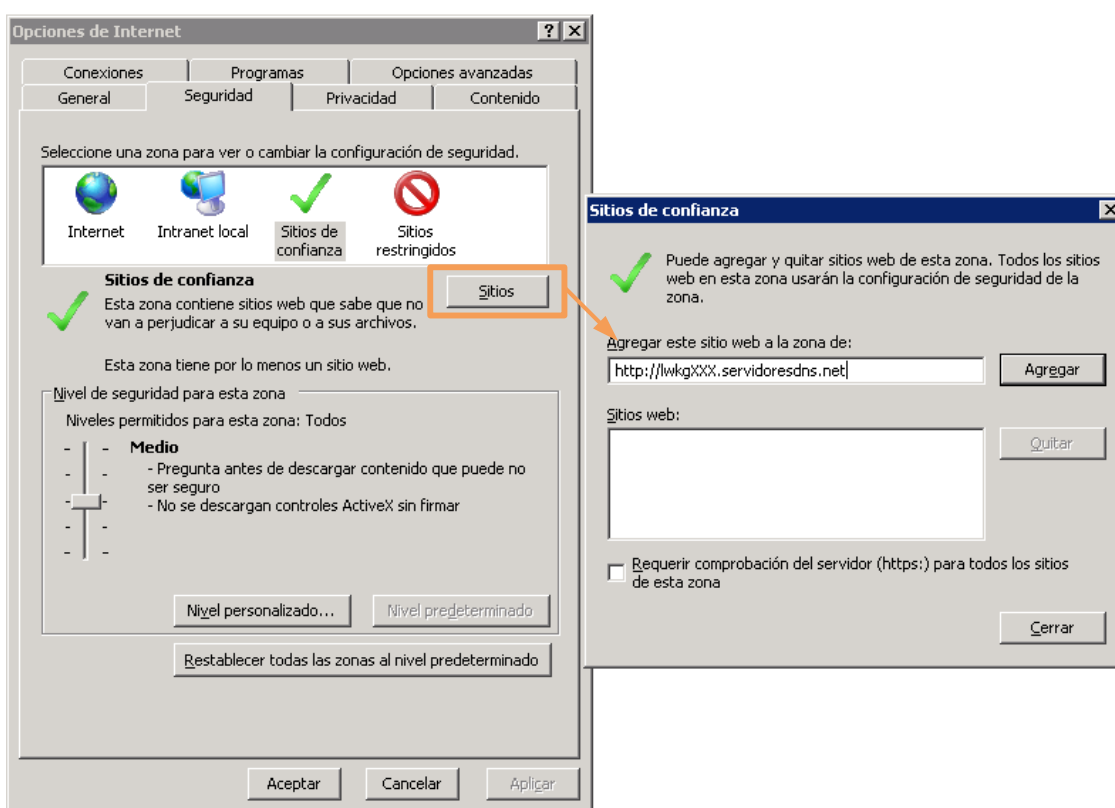 Opciones de Internet
Conexiones
Programas
Opciones avanzadas
General
Seguridad
Privacidad
Contenido
Seleccione una zona para ver o cambiar la configuración de seguridad.
Internet
Intranet local
Sitios de
confianza
Sitios
restringidos
Sitios de confianza
Esta zona contiene sitios web que sabe que no
van a perjudicar a su equipo o a sus archivos.
Sitios
Esta zona tiene por lo menos un sitio web.
Nivel de seguridad para esta zona
Niveles permitidos para esta zona: Todos
Medio
- Pregunta antes de descargar contenido que puede no
ser seguro
- No se descargan controles ActiveX sin firmar
Nivel personalizado...
Nivel predeterminado
Restablecer todas las zonas al nivel predeterminado
Aceptar
Cancelar
Aplicar
Sitios de confianza
Puede agregar y quitar sitios web de esta zona. Todos los sitios
web en esta zona usarán la configuración de seguridad de la
zona.
Agregar este sitio web a la zona de:
http://lwkgXXX.servidoresdns.net
Agregar
Sitios web:
Quitar
Requerir comprobación del servidor (https:) para todos los sitios
de esta zona
Cerrar